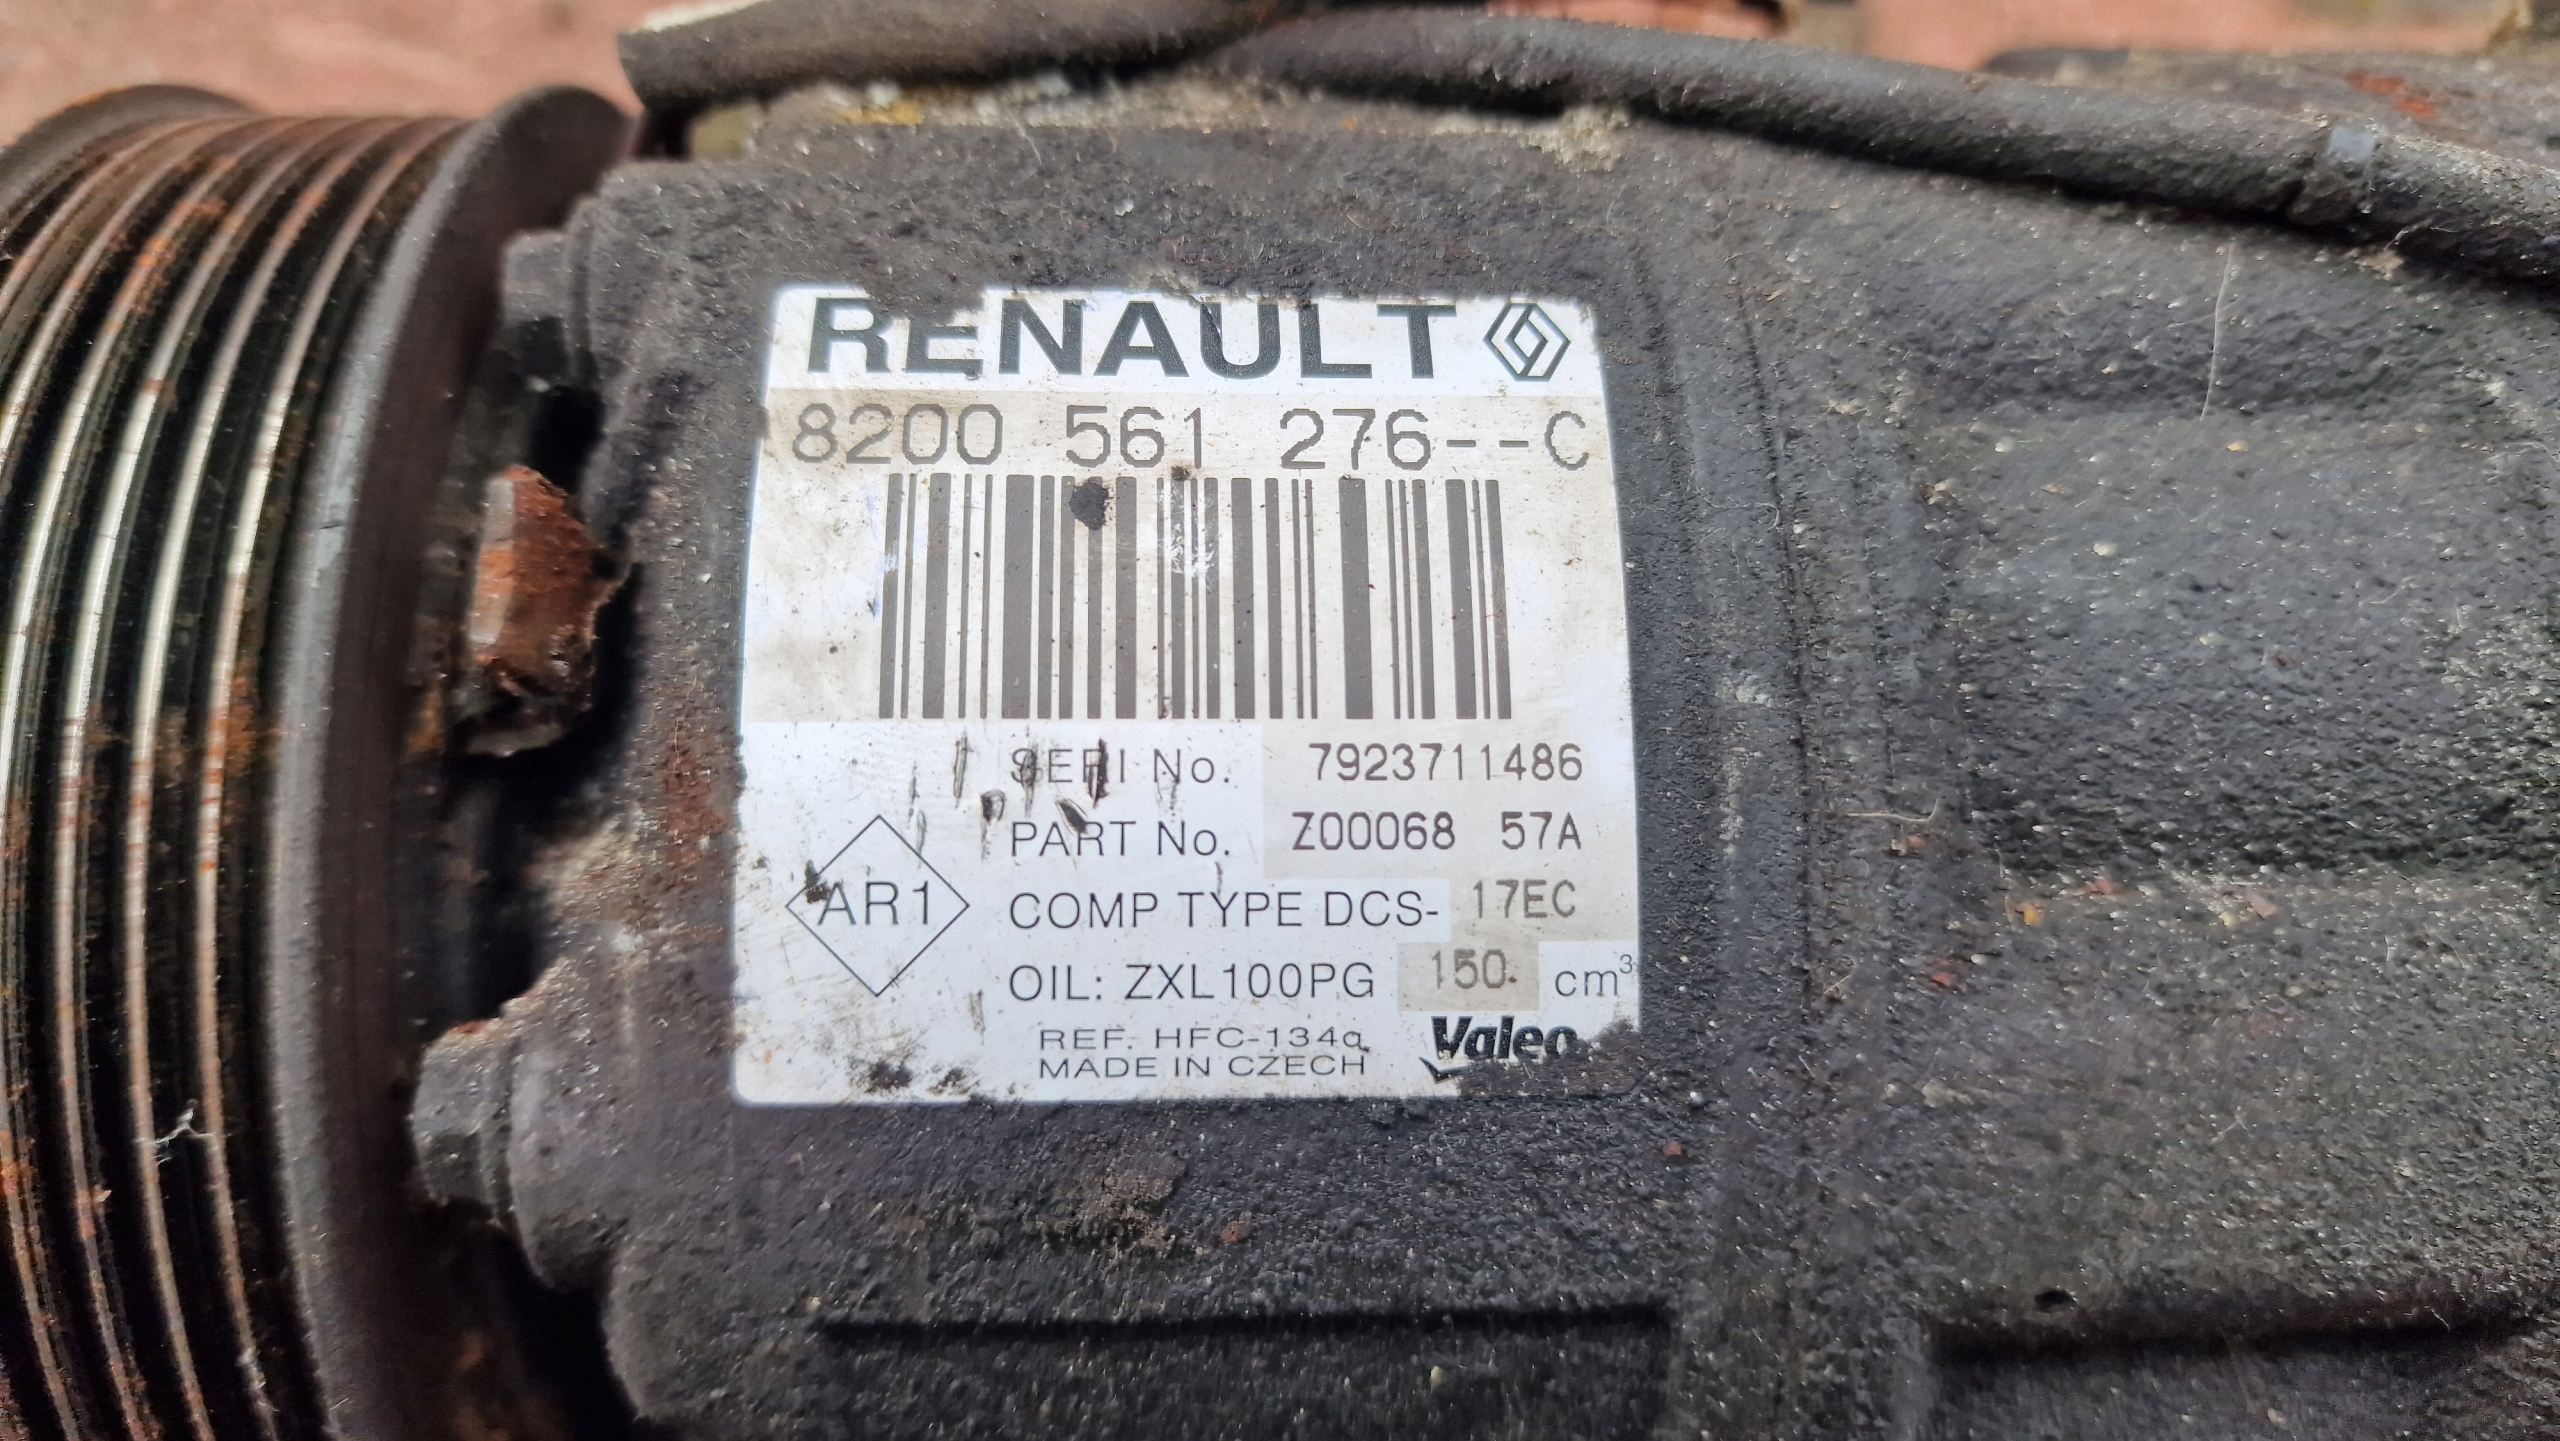 RENAULT
8200 561 276--C
SERI No. 7923711486
PART No. Z00068 57A
AR1
COMP TYPE DCS- 17EC
OIL: ZXL100PG 150. cm³
REF. HFC-134a
MADE IN CZECH
Valeo